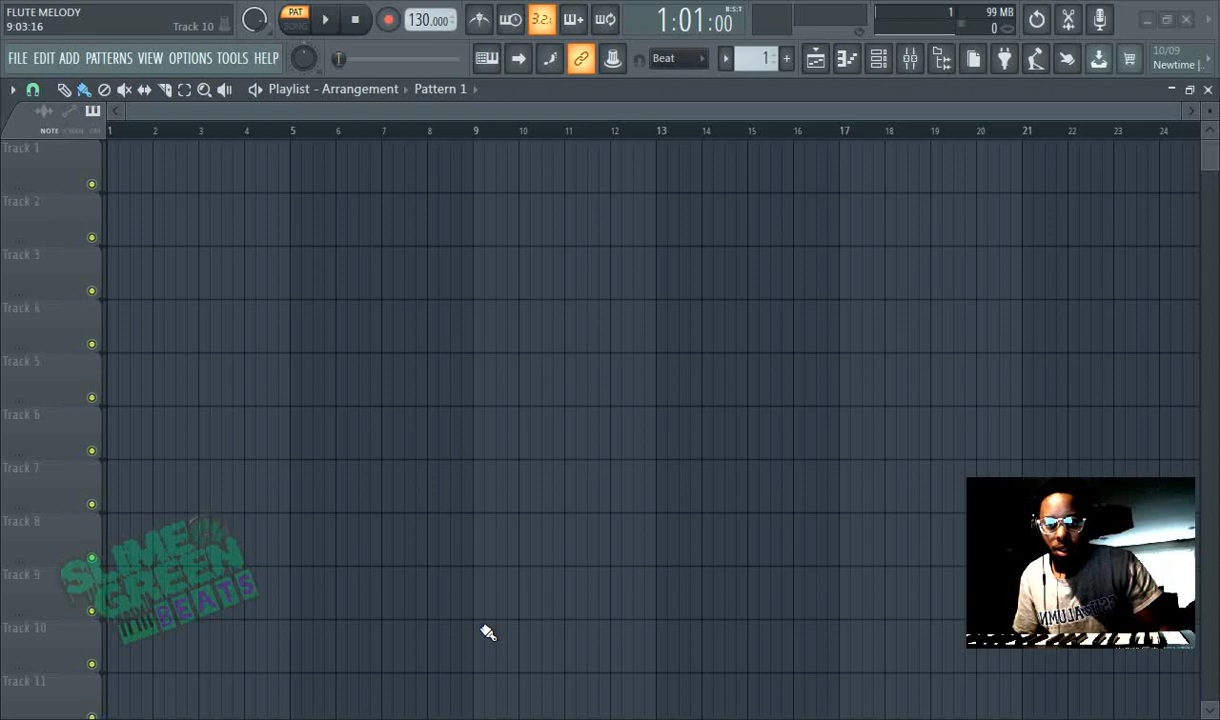 FLUTE MELODY
9:03:16
Track 10
PAT
SONG
130.000
3.2.
1:01:00
B:S:T
1
99 MB
0
FILE EDIT ADD PATTERNS VIEW OPTIONS TOOLS HELP
Beat
1
10/09
Newtime |
Playlist - Arrangement
Pattern 1
NOTE
1 2 3 4 5 6 7 8 9 10 11 12 13 14 15 16 17 18 19 20 21 22 23 24
Track 1
Track 2
Track 3
Track 4
Track 5
Track 6
Track 7
Track 8
Track 9
Track 10
Track 11
SLIME
GREEN
BEATS